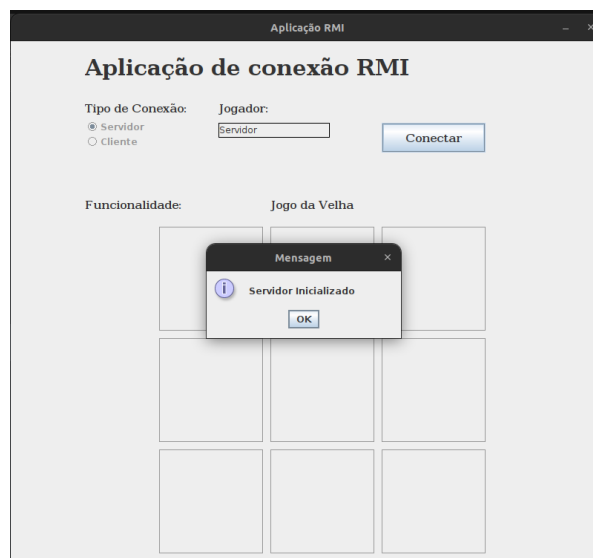 Aplicação RMI
Aplicação de conexão RMI
Tipo de Conexão: Jogador:
Servidor Servidor
Cliente
Conectar
Funcionalidade: Jogo da Velha
Mensagem
Servidor Inicializado
OK